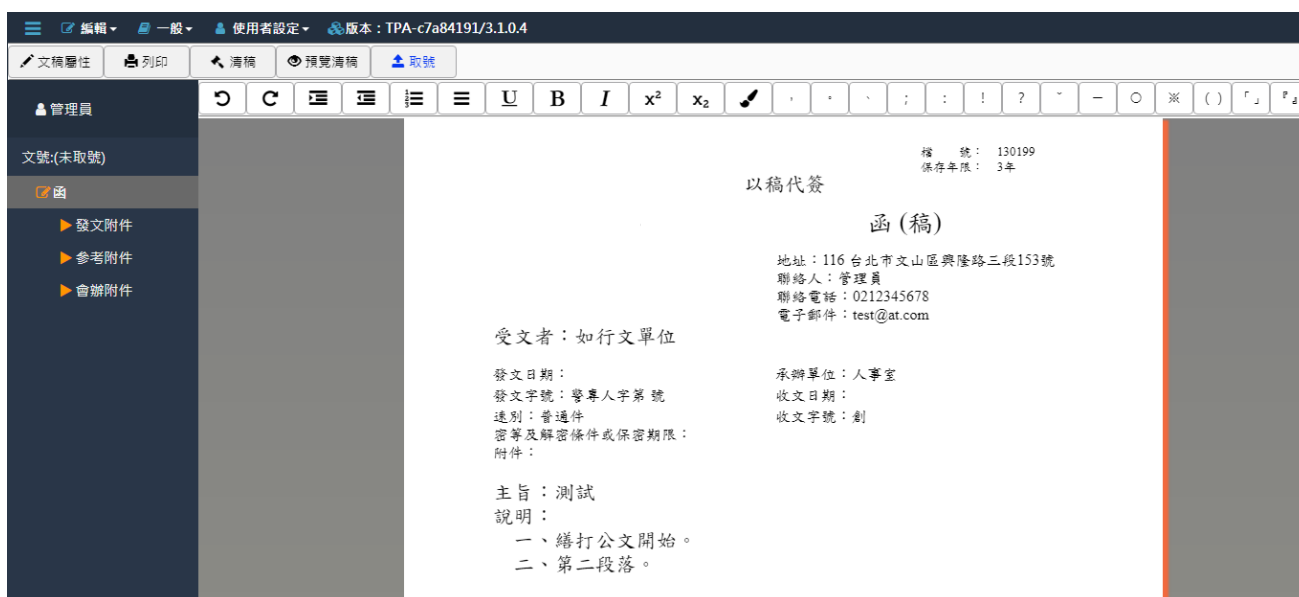 編輯 一般 使用者設定 版本：TPA-c7a84191/3.1.0.4
文稿屬性 列印 清稿 預覽清稿 取號
管理員
U B I x² x₂ ， 。 、 ； ： ！ ？ ˇ － ○ ※ ( ) 「」 『』
文號:(未取號)
函
發文附件
參考附件
會辦附件
檔 號： 130199
保存年限： 3年
以稿代簽
函 (稿)
地址：116 台北市文山區興隆路三段153號
聯絡人：管理員
聯絡電話：0212345678
電子郵件：test@at.com
受文者：如行文單位
發文日期：
發文字號：警專人字第 號
速別：普通件
密等及解密條件或保密期限：
附件：
承辦單位：人事室
收文日期：
收文字號：創
主旨：測試
說明：
一、繕打公文開始。
二、第二段落。